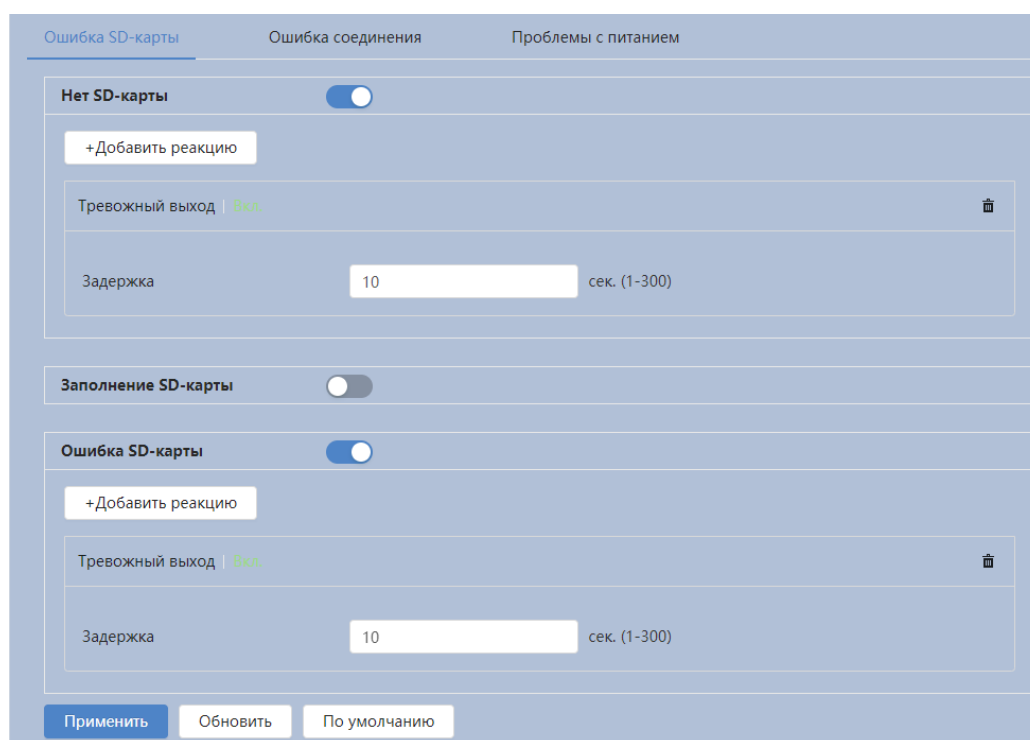 Ошибка SD-карты Ошибка соединения Проблемы с питанием
Нет SD-карты
+Добавить реакцию
Тревожный выход |
Задержка 10 сек. (1-300)
Заполнение SD-карты
Ошибка SD-карты
+Добавить реакцию
Тревожный выход |
Задержка 10 сек. (1-300)
Применить Обновить По умолчанию